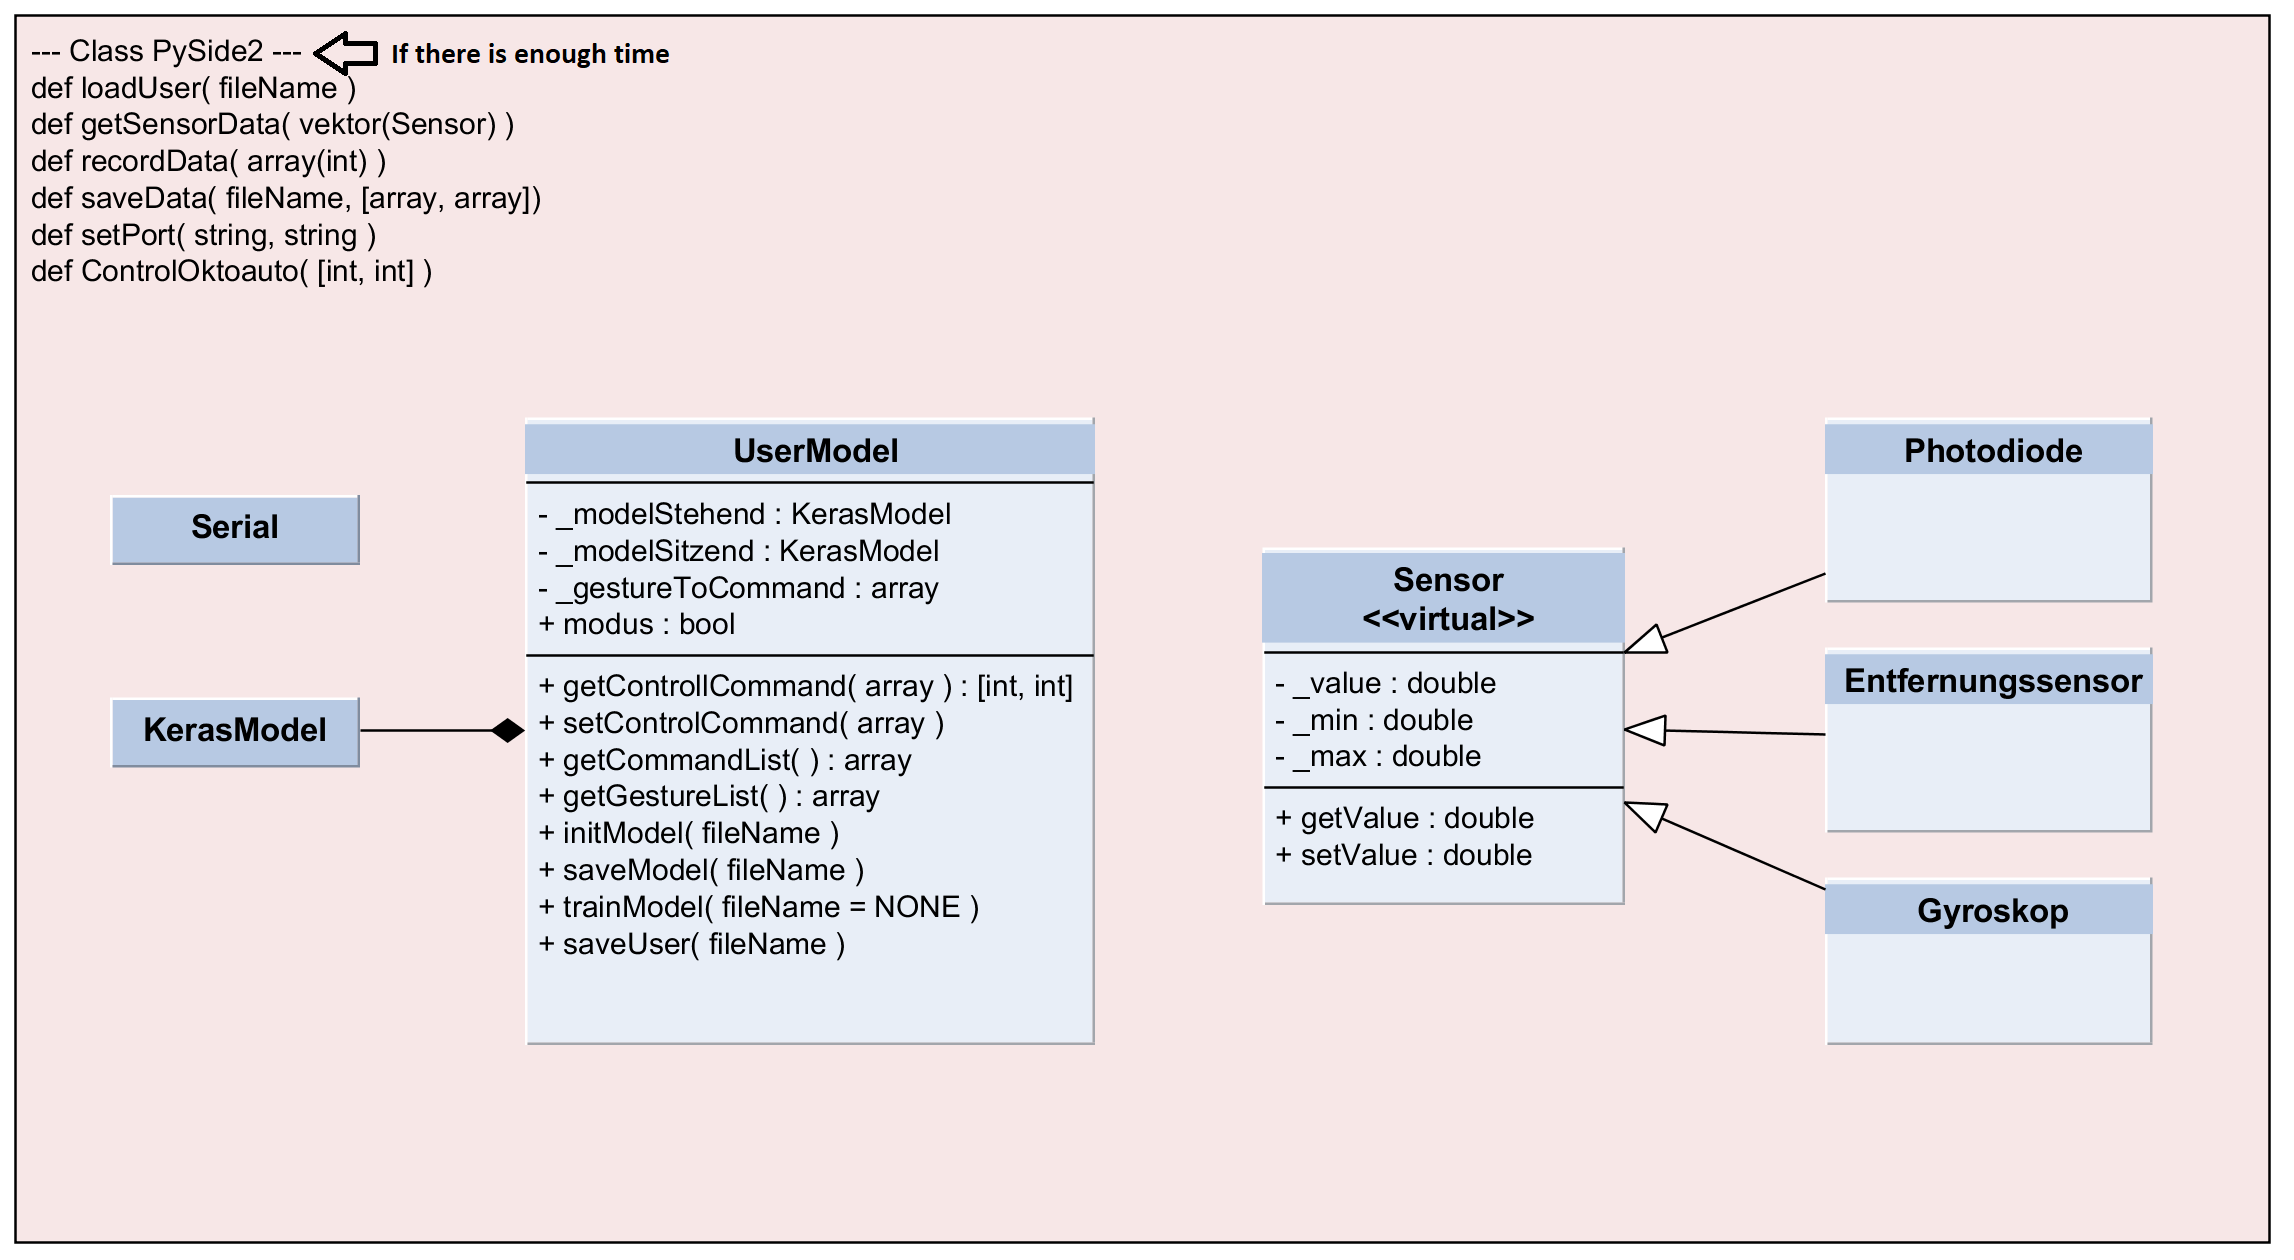 --- Class PySide2 --- If there is enough time
def loadUser( fileName )
def getSensorData( vektor(Sensor) )
def recordData( array(int) )
def saveData( fileName, [array, array])
def setPort( string, string )
def ControlOktoauto( [int, int] )
Serial
KerasModel
UserModel
- _modelStehend : KerasModel
- _modelSitzend : KerasModel
- _gestureToCommand : array
+ modus : bool
+ getControllCommand( array ) : [int, int]
+ setControlCommand( array )
+ getCommandList( ) : array
+ getGestureList( ) : array
+ initModel( fileName )
+ saveModel( fileName )
+ trainModel( fileName = NONE )
+ saveUser( fileName )
Sensor
<<virtual>>
- _value : double
- _min : double
- _max : double
+ getValue : double
+ setValue : double
Photodiode
Entfernungssensor
Gyroskop